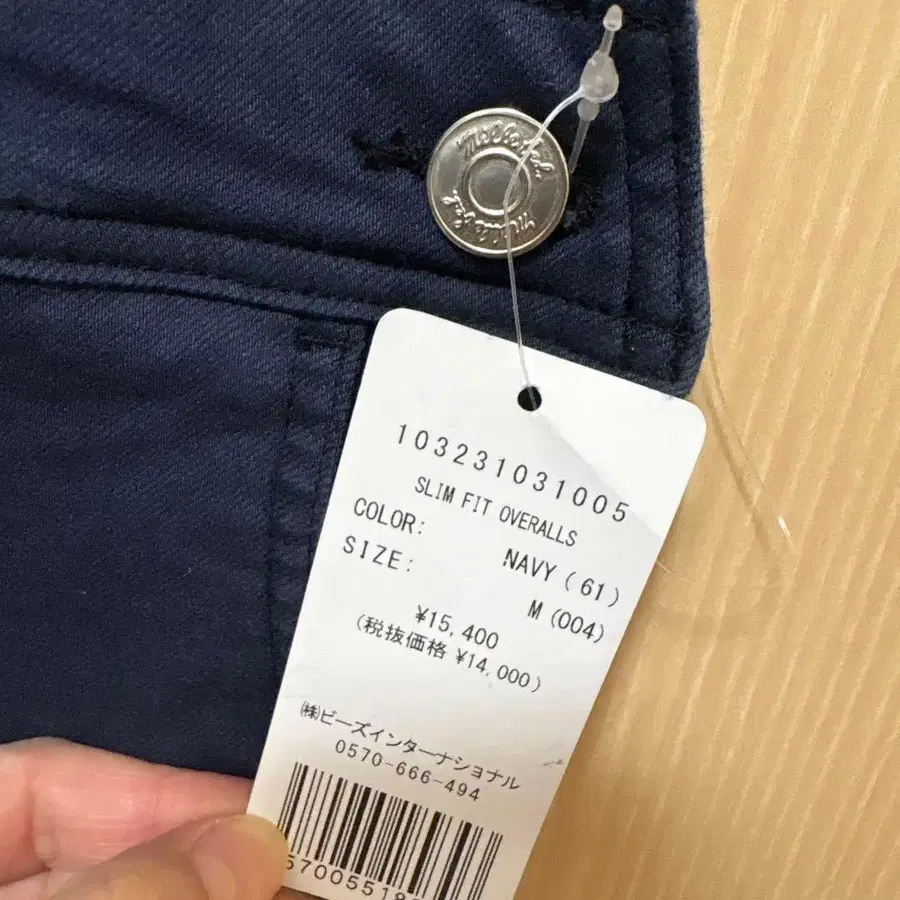 103231031005
SLIM FIT OVERALLS
COLOR: NAVY (61)
SIZE: M (004)
¥15,400
(税抜価格 ¥14,000)
㈱ビーズインターナショナル
0570-666-494